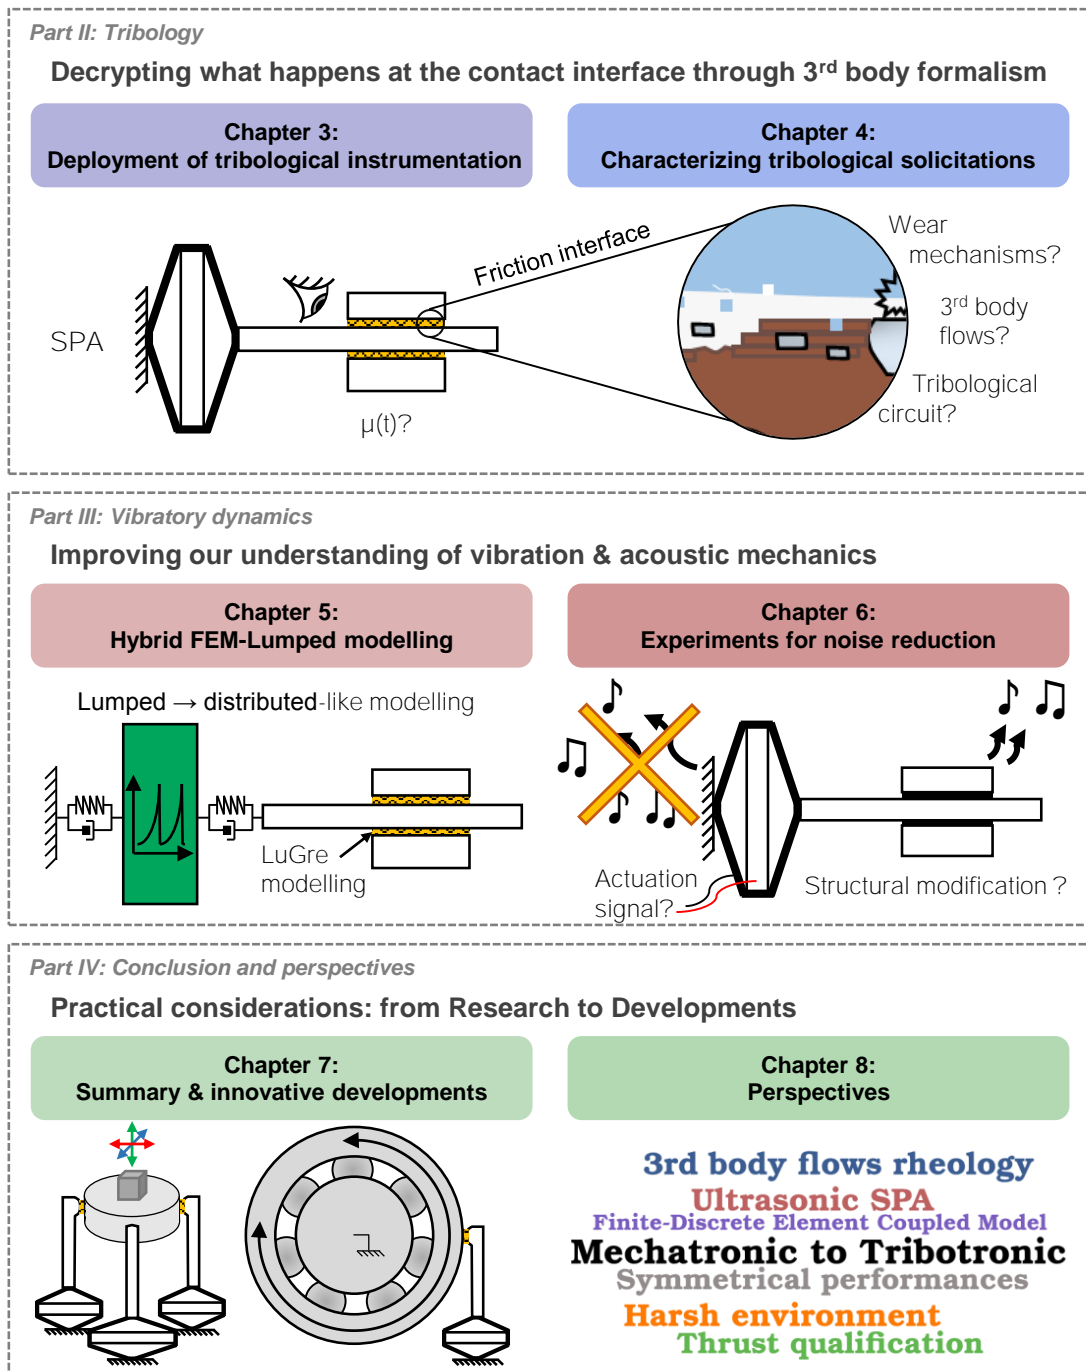 Part II: Tribology
Decrypting what happens at the contact interface through 3rd body formalism
Chapter 3:
Deployment of tribological instrumentation
Chapter 4:
Characterizing tribological solicitations
SPA
μ(t)?
Friction interface
Wear
mechanisms?
3rd body
flows?
Tribological
circuit?
Part III: Vibratory dynamics
Improving our understanding of vibration & acoustic mechanics
Chapter 5:
Hybrid FEM-Lumped modelling
Chapter 6:
Experiments for noise reduction
Lumped → distributed-like modelling
LuGre
modelling
Actuation
signal?
Structural modification ?
Part IV: Conclusion and perspectives
Practical considerations: from Research to Developments
Chapter 7:
Summary & innovative developments
Chapter 8:
Perspectives
3rd body flows rheology
Ultrasonic SPA
Finite-Discrete Element Coupled Model
Mechatronic to Tribotronic
Symmetrical performances
Harsh environment
Thrust qualification